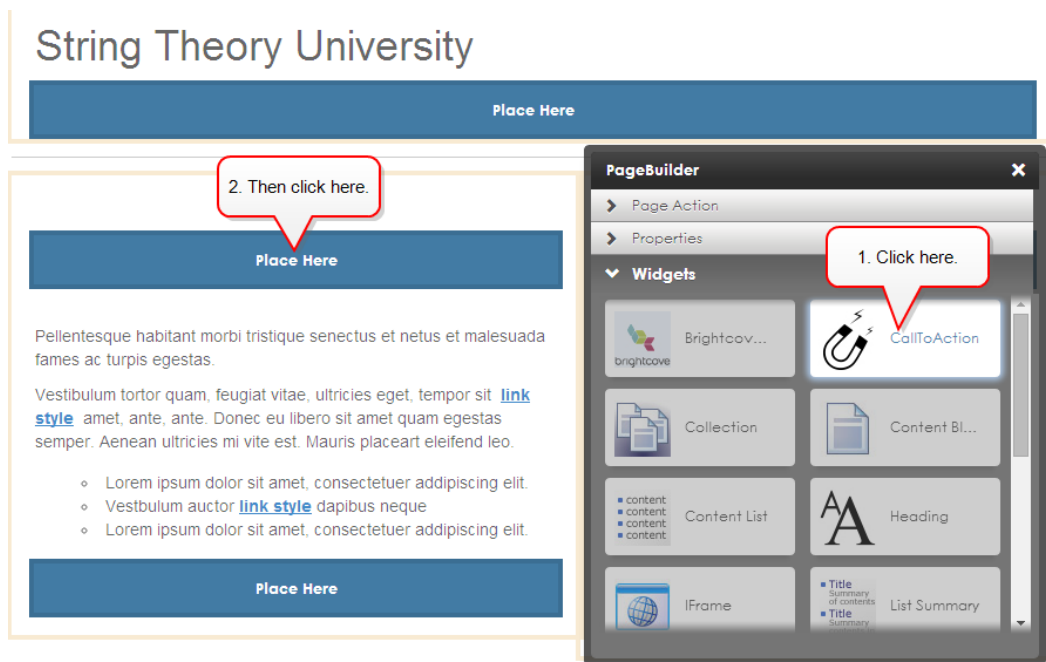 String Theory University
Place Here
2. Then click here.
Place Here
Pellentesque habitant morbi tristique senectus et netus et malesuada
fames ac turpis egestas.
Vestibulum tortor quam, feugiat vitae, ultricies eget, tempor sit link
style amet, ante, ante. Donec eu libero sit amet quam egestas
semper. Aenean ultricies mi vite est. Mauris placeart eleifend leo.
Lorem ipsum dolor sit amet, consectetuer addipiscing elit.
Vestbulum auctor link style dapibus neque
Lorem ipsum dolor sit amet, consectetuer addipiscing elit.
Place Here
PageBuilder
Page Action
Properties
1. Click here.
Widgets
brightcove
Brightcov...
CallToAction
Collection
Content Bl...
content
content
content
content
Content List
AA
Heading
IFrame
Title
Summary
of contents
Title
Summary
List Summary